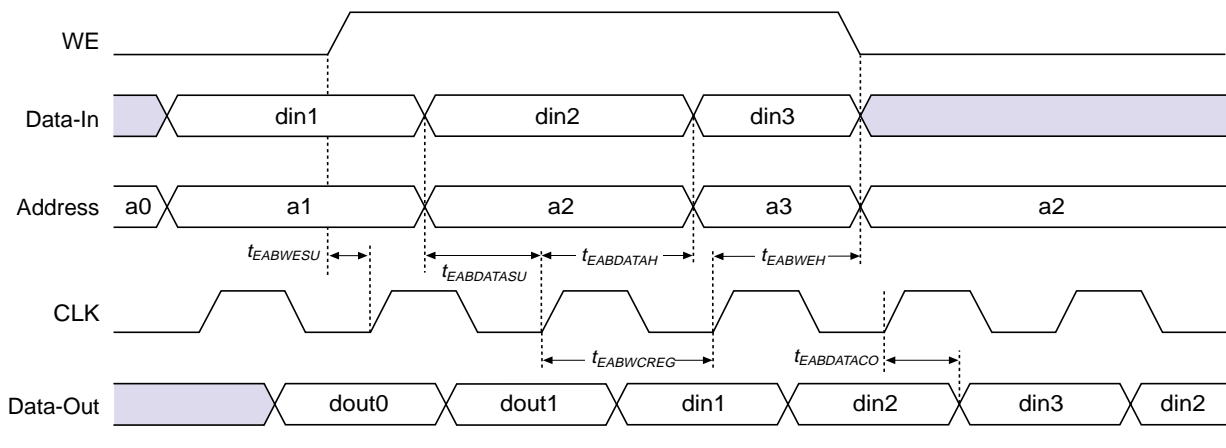 WE
Data-In din1 din2 din3
Address a0 a1 a2 a3 a2
tEABWESU tEABDATASU tEABDATAH tEABWEH
CLK
tEABWCREG tEABDATACO
Data-Out dout0 dout1 din1 din2 din3 din2